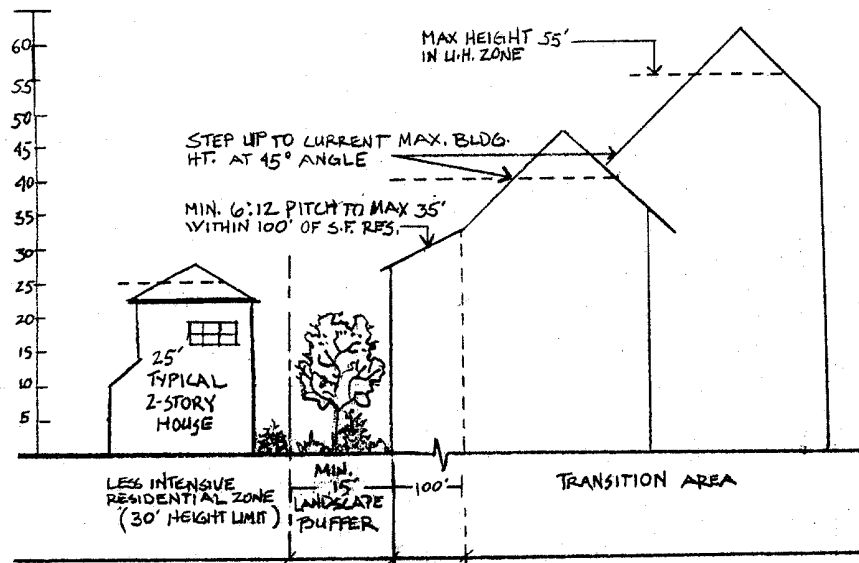 60
55
50
45
40
35
30
25
20
15
10
5
MAX HEIGHT 55'
IN U.H. ZONE
STEP UP TO CURRENT MAX. BLDG.
HT. AT 45° ANGLE
MIN. 6:12 PITCH TO MAX 35'
WITHIN 100' OF S.F. RES.
25'
TYPICAL
2-STORY
HOUSE
LESS INTENSIVE
RESIDENTIAL ZONE
(30' HEIGHT LIMIT)
MIN.
15'
LANDSCAPE
BUFFER
100'
TRANSITION AREA